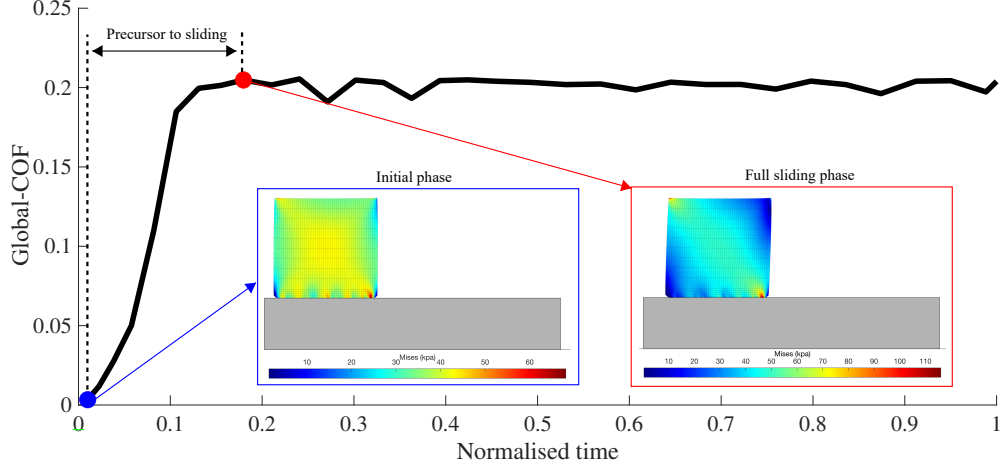 0.25
Precursor to sliding
0.2
0.15
Global-COF
0.1
0.05
0
Initial phase
Mises (kpa)
10 20 30 40 50 60
Full sliding phase
Mises (kpa)
10 20 30 40 50 60 70 80 90 100 110
0 0.1 0.2 0.3 0.4 0.5 0.6 0.7 0.8 0.9 1
Normalised time